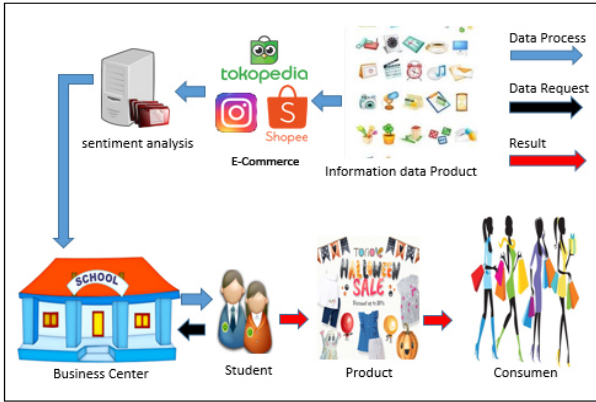 Data Process
Data Request
Result
tokopedia
Shopee
E-Commerce
sentiment analysis
Information data Product
SCHOOL
HALLOWEEN
SALE
Business Center
Student
Product
Consumen